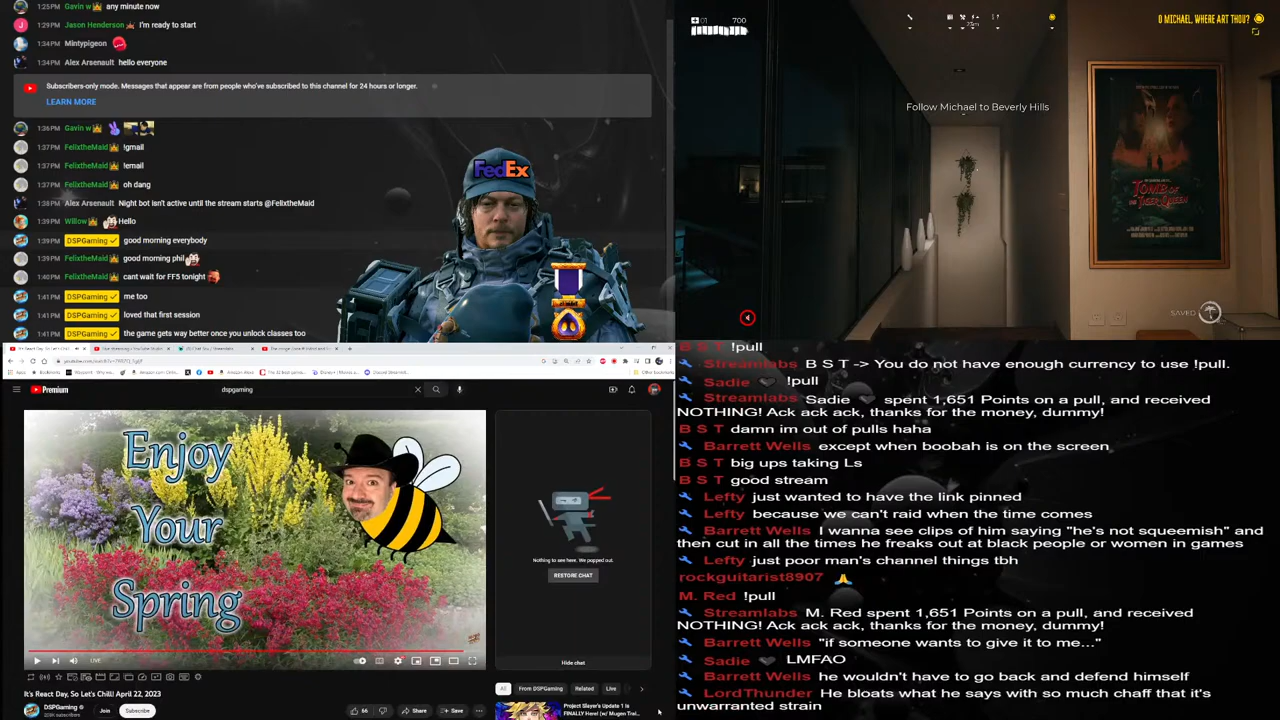 1:25PM Gavin w any minute now
1:29PM Jason Henderson I'm ready to start
1:34PM Mintypigeon
1:34PM Alex Arsenault hello everyone
Subscribers-only mode. Messages that appear are from people who've subscribed to this channel for 24 hours or longer.
LEARN MORE
1:36PM Gavin w
1:37PM FelixtheMaid !gmail
1:37PM FelixtheMaid !email
1:37PM FelixtheMaid oh dang
1:38PM Alex Arsenault Night bot isn't active until the stream starts @FelixtheMaid
1:39PM Willow Hello
1:39PM DSPGaming good morning everybody
1:39PM FelixtheMaid good morning phil
1:40PM FelixtheMaid cant wait for FF5 tonight
1:41PM DSPGaming me too
1:41PM DSPGaming loved that first session
1:41PM DSPGaming the game gets way better once you unlock classes too
FedEx
01 700
O MICHAEL, WHERE ART THOU?
Follow Michael to Beverly Hills
TOMB OF
THE TIGER QUEEN
SAVED
Premium
dspgaming
Enjoy
Your
Spring
LIVE
Nothing to see here. We popped out.
RESTORE CHAT
Hide chat
It's React Day, So Let's Chill! April 22, 2023
DSPGaming
Join
Subscribe
66
Share
Save
All
From DSPGaming
Related
Live
Project Slayer's Update 1 is
FINALLY Here! (w/ Mugen Trai...
B S T !pull
Streamlabs B S T -> You do not have enough currency to use !pull.
Sadie !pull
Streamlabs Sadie spent 1,651 Points on a pull, and received
NOTHING! Ack ack ack, thanks for the money, dummy!
B S T damn im out of pulls haha
Barrett Wells except when boobah is on the screen
B S T big ups taking Ls
B S T good stream
Lefty just wanted to have the link pinned
Lefty because we can't raid when the time comes
Barrett Wells I wanna see clips of him saying "he's not squeemish" and
then cut in all the times he freaks out at black people or women in games
Lefty just poor man's channel things tbh
rockguitarist8907
M. Red !pull
Streamlabs M. Red spent 1,651 Points on a pull, and received
NOTHING! Ack ack ack, thanks for the money, dummy!
Barrett Wells "if someone wants to give it to me..."
Sadie LMFAO
Barrett Wells he wouldn't have to go back and defend himself
LordThunder He bloats what he says with so much chaff that it's
unwarranted strain